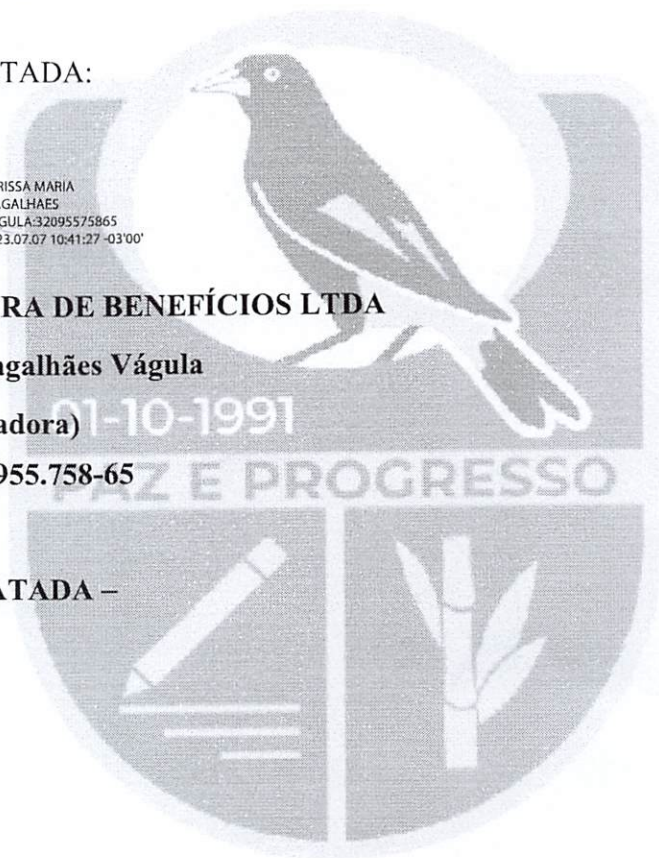 TADA:
RISSA MARIA
AGALHAES
GULA:32095575865
23.07.07 10:41:27 -03'00'
RA DE BENEFÍCIOS LTDA
agalhães Vágula
adora)
01-10-1991
955.758-65
PAZ E PROGRESSO
ATADA –